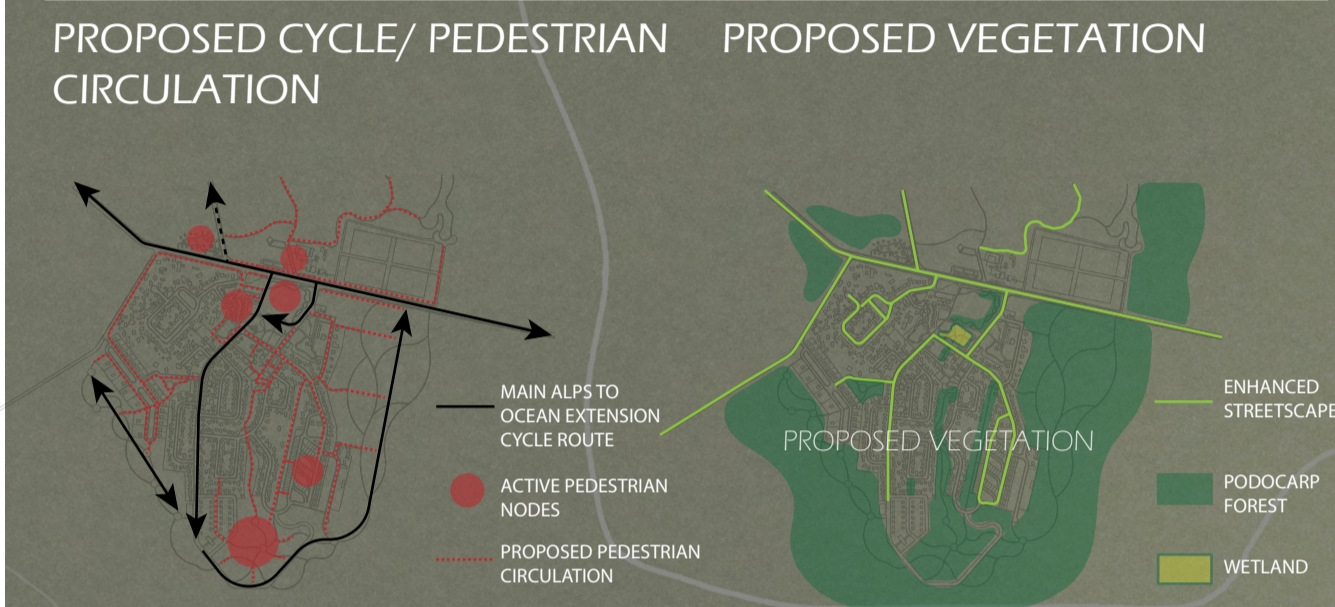 PROPOSED CYCLE/ PEDESTRIAN
CIRCULATION
MAIN ALPS TO
OCEAN EXTENSION
CYCLE ROUTE
ACTIVE PEDESTRIAN
NODES
PROPOSED PEDESTRIAN
CIRCULATION
PROPOSED VEGETATION
PROPOSED VEGETATION
ENHANCED
STREETSCAPE
PODOCARP
FOREST
WETLAND